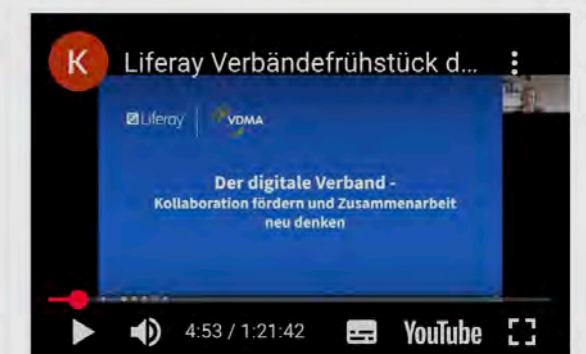 K Liferay Verbändefrühstück d...
Liferay VDMA
Der digitale Verband -
Kollaboration fördern und Zusammenarbeit
neu denken
4:53 / 1:21:42 YouTube